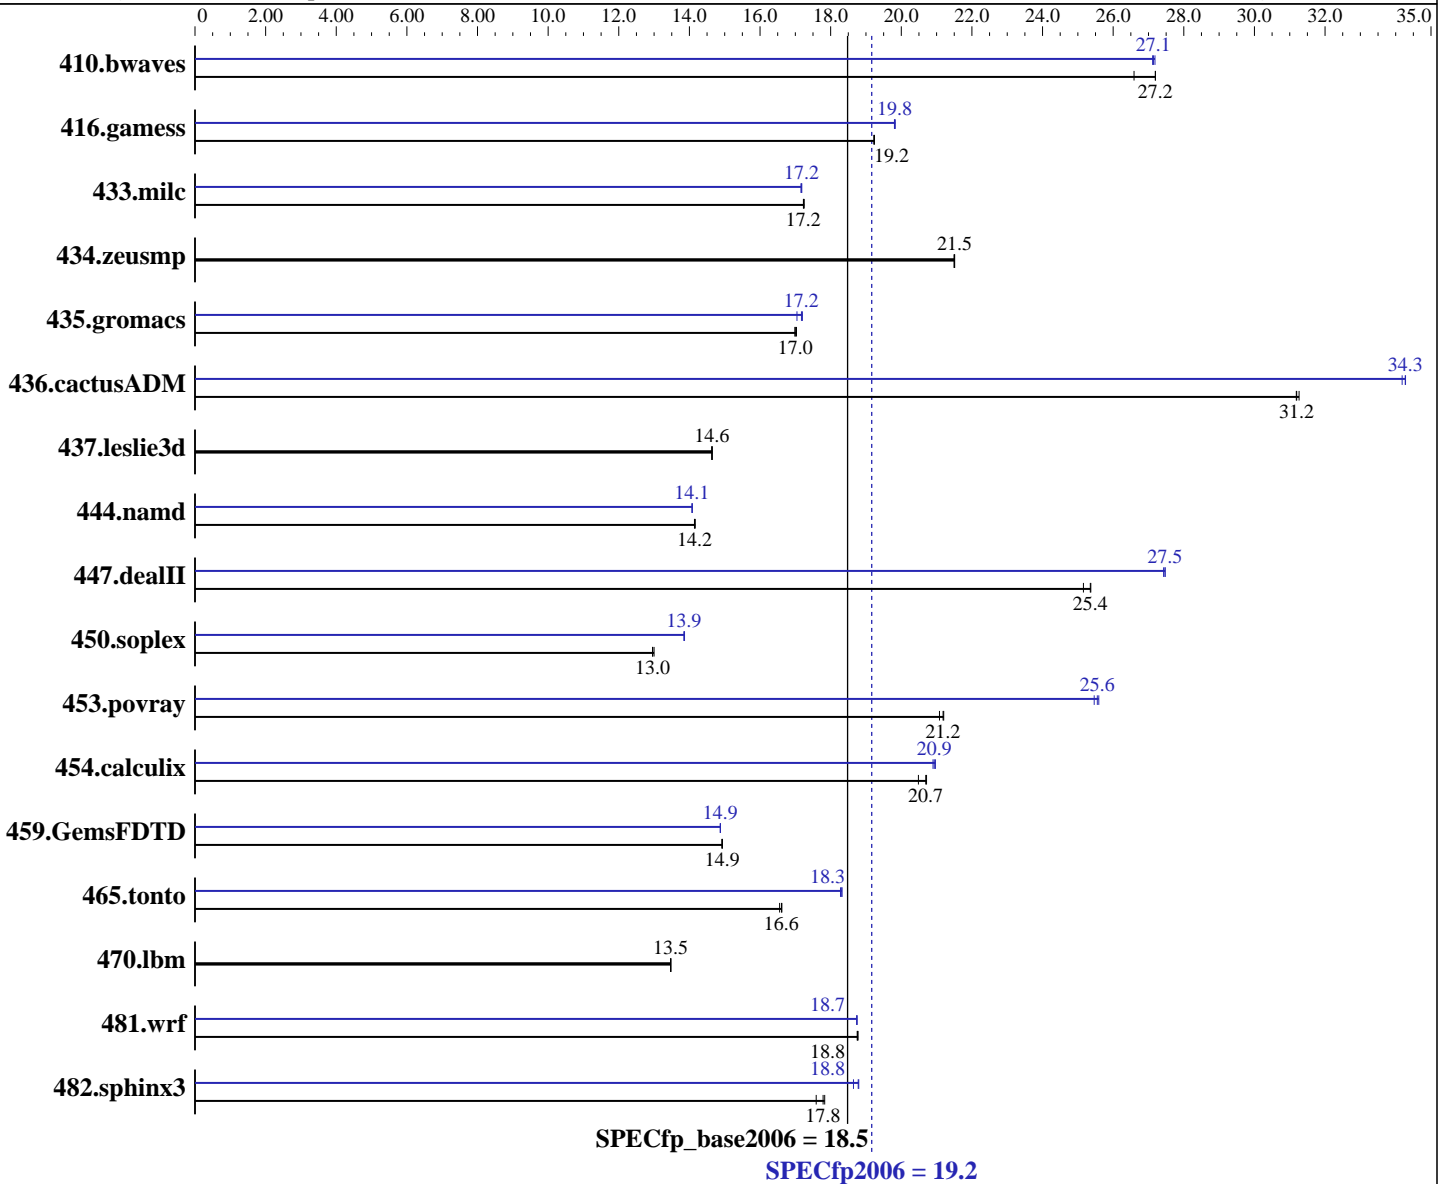 0 2.00 4.00 6.00 8.00 10.0 12.0 14.0 16.0 18.0 20.0 22.0 24.0 26.0 28.0 30.0 32.0 35.0
27.1
410.bwaves
27.2
19.8
416.gamess
19.2
17.2
433.milc
17.2
21.5
434.zeusmp
17.2
435.gromacs
17.0
34.3
436.cactusADM
31.2
14.6
437.leslie3d
14.1
444.namd
14.2
27.5
447.dealII
25.4
13.9
450.soplex
13.0
25.6
453.povray
21.2
20.9
454.calculix
20.7
14.9
459.GemsFDTD
14.9
18.3
465.tonto
16.6
13.5
470.lbm
18.7
481.wrf
18.8
18.8
482.sphinx3
17.8
SPECfp_base2006 = 18.5
SPECfp2006 = 19.2